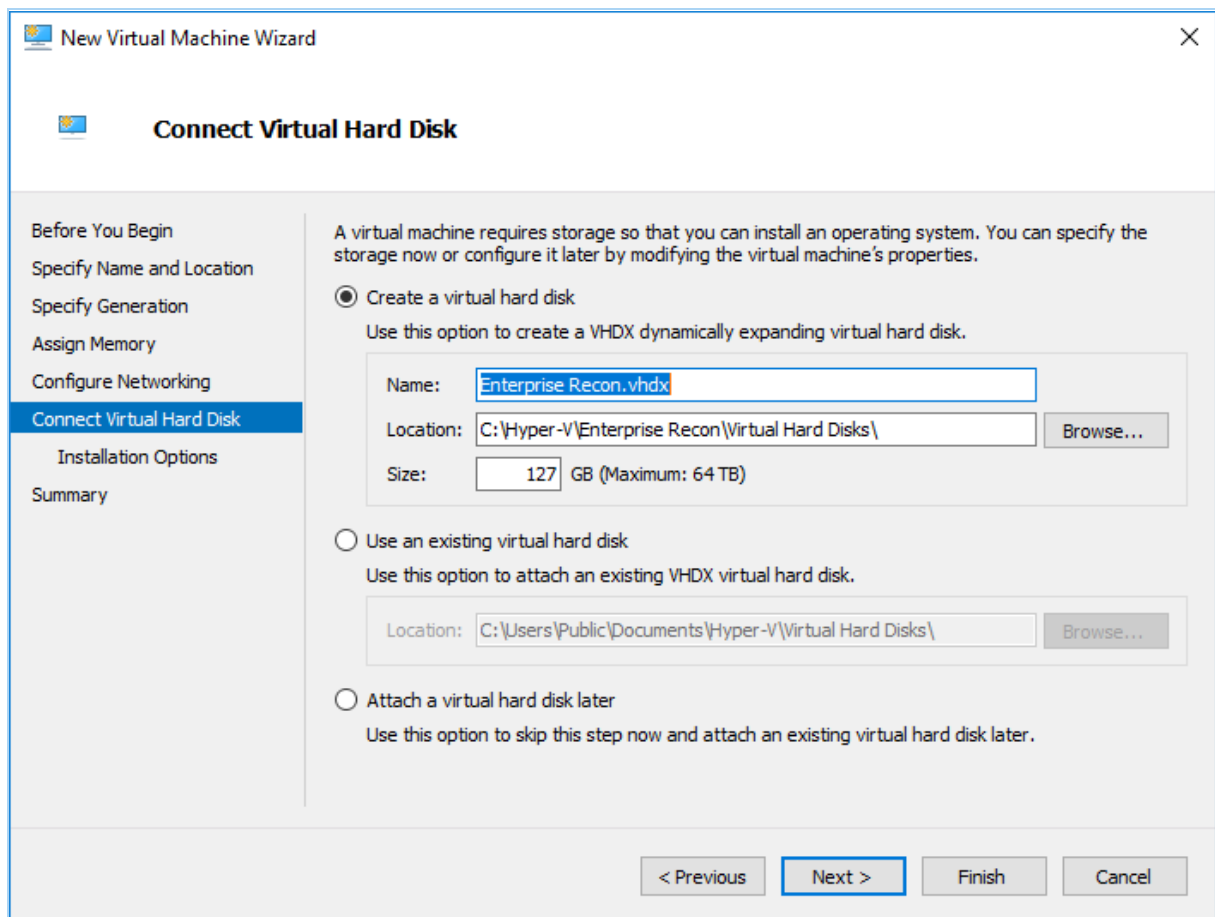 New Virtual Machine Wizard
Connect Virtual Hard Disk
Before You Begin
Specify Name and Location
Specify Generation
Assign Memory
Configure Networking
Connect Virtual Hard Disk
Installation Options
Summary
A virtual machine requires storage so that you can install an operating system. You can specify the
storage now or configure it later by modifying the virtual machine's properties.
Create a virtual hard disk
Use this option to create a VHDX dynamically expanding virtual hard disk.
Name: Enterprise Recon.vhdx
Location: C:\Hyper-V\Enterprise Recon\Virtual Hard Disks\ Browse...
Size: 127 GB (Maximum: 64 TB)
Use an existing virtual hard disk
Use this option to attach an existing VHDX virtual hard disk.
Location: C:\Users\Public\Documents\Hyper-V\Virtual Hard Disks\ Browse...
Attach a virtual hard disk later
Use this option to skip this step now and attach an existing virtual hard disk later.
< Previous Next > Finish Cancel